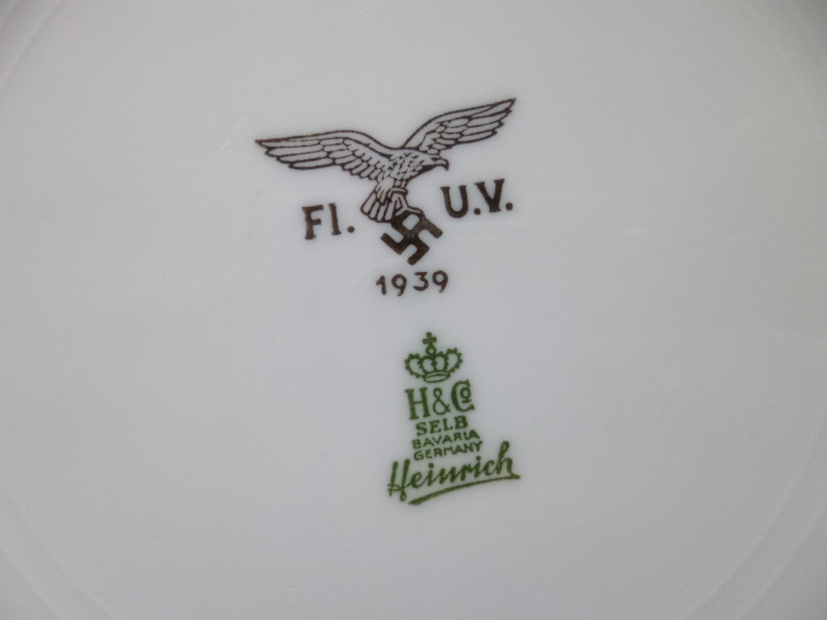 Fl. U.V.
1939
H & Co
SELB
BAVARIA
GERMANY
Heinrich